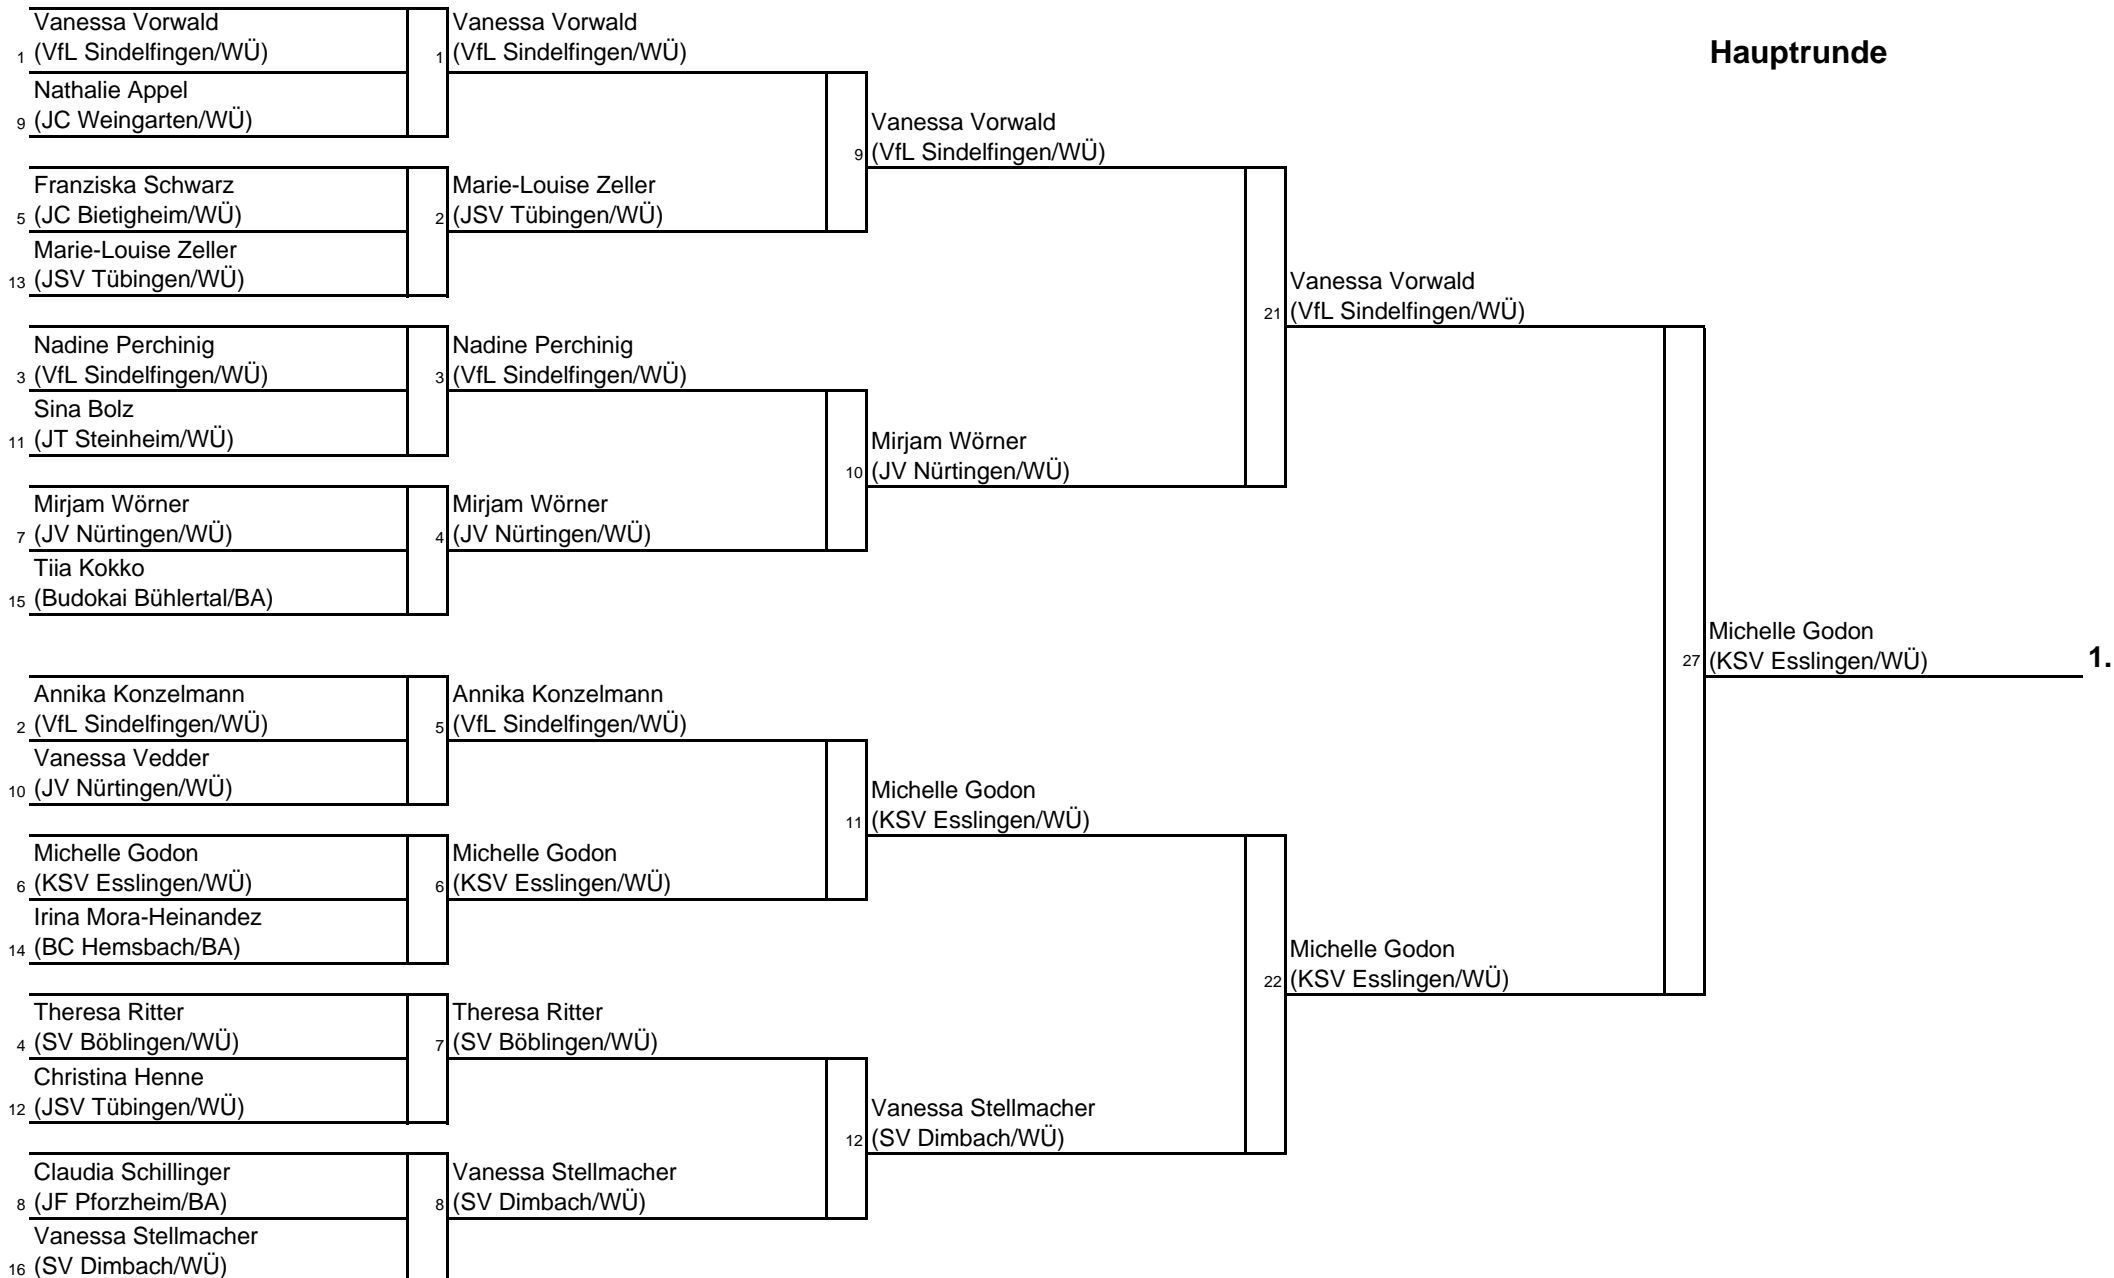 Hauptrunde
Vanessa Vorwald
1 (VfL Sindelfingen/WÜ)
Nathalie Appel
9 (JC Weingarten/WÜ)
Franziska Schwarz
5 (JC Bietigheim/WÜ)
Marie-Louise Zeller
13 (JSV Tübingen/WÜ)
Nadine Perchinig
3 (VfL Sindelfingen/WÜ)
Sina Bolz
11 (JT Steinheim/WÜ)
Mirjam Wörner
7 (JV Nürtingen/WÜ)
Tiia Kokko
15 (Budokai Bühlertal/BA)
Annika Konzelmann
2 (VfL Sindelfingen/WÜ)
Vanessa Vedder
10 (JV Nürtingen/WÜ)
Michelle Godon
6 (KSV Esslingen/WÜ)
Irina Mora-Heinandez
14 (BC Hemsbach/BA)
Theresa Ritter
4 (SV Böblingen/WÜ)
Christina Henne
12 (JSV Tübingen/WÜ)
Claudia Schillinger
8 (JF Pforzheim/BA)
Vanessa Stellmacher
16 (SV Dimbach/WÜ)
Vanessa Vorwald
1 (VfL Sindelfingen/WÜ)
Marie-Louise Zeller
2 (JSV Tübingen/WÜ)
Nadine Perchinig
3 (VfL Sindelfingen/WÜ)
Mirjam Wörner
4 (JV Nürtingen/WÜ)
Annika Konzelmann
5 (VfL Sindelfingen/WÜ)
Michelle Godon
6 (KSV Esslingen/WÜ)
Theresa Ritter
7 (SV Böblingen/WÜ)
Vanessa Stellmacher
8 (SV Dimbach/WÜ)
Vanessa Vorwald
9 (VfL Sindelfingen/WÜ)
Mirjam Wörner
10 (JV Nürtingen/WÜ)
Michelle Godon
11 (KSV Esslingen/WÜ)
Vanessa Stellmacher
12 (SV Dimbach/WÜ)
Vanessa Vorwald
21 (VfL Sindelfingen/WÜ)
Michelle Godon
22 (KSV Esslingen/WÜ)
Michelle Godon
27 (KSV Esslingen/WÜ) 1.